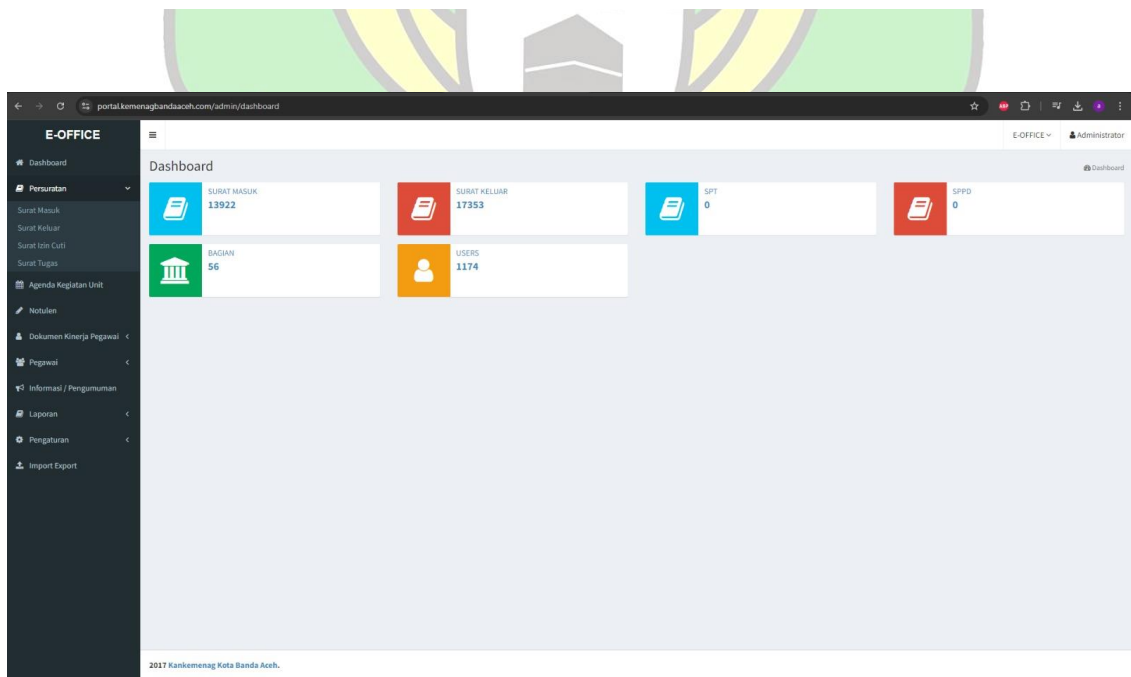 portal.kemenagbandaaceh.com/admin/dashboard
ABP
a
E-OFFICE
E-OFFICE
Administrator
Dashboard
Persuratan
Surat Masuk
Surat Keluar
Surat Izin Cuti
Surat Tugas
Agenda Kegiatan Unit
Notulen
Dokumen Kinerja Pegawai
Pegawai
Informasi / Pengumuman
Laporan
Pengaturan
Import Export
Dashboard
Dashboard
SURAT MASUK
13922
SURAT KELUAR
17353
SPT
0
SPPD
0
BAGIAN
56
USERS
1174
2017 Kankemenag Kota Banda Aceh.